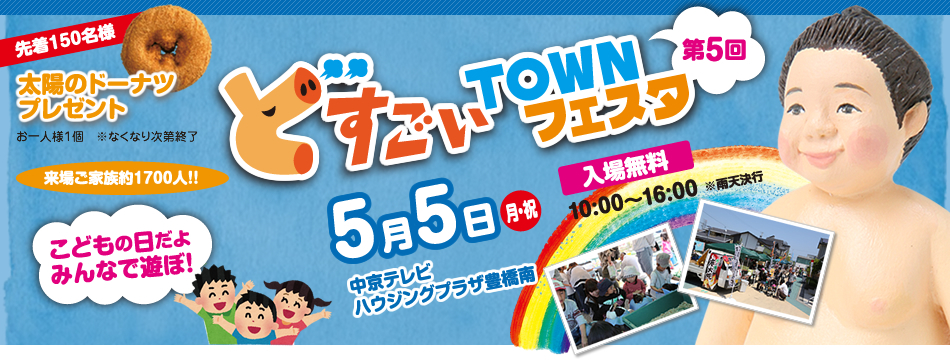 先着150名様
太陽のドーナツ
プレゼント
お一人様1個 ※なくなり次第終了
来場ご家族約1700人!!
こどもの日だよ
みんなで遊ぼ!
どすごいTOWN
フェスタ
第5回
5月5日 月・祝
入場無料
10:00～16:00 ※雨天決行
中京テレビ
ハウジングプラザ豊橋南